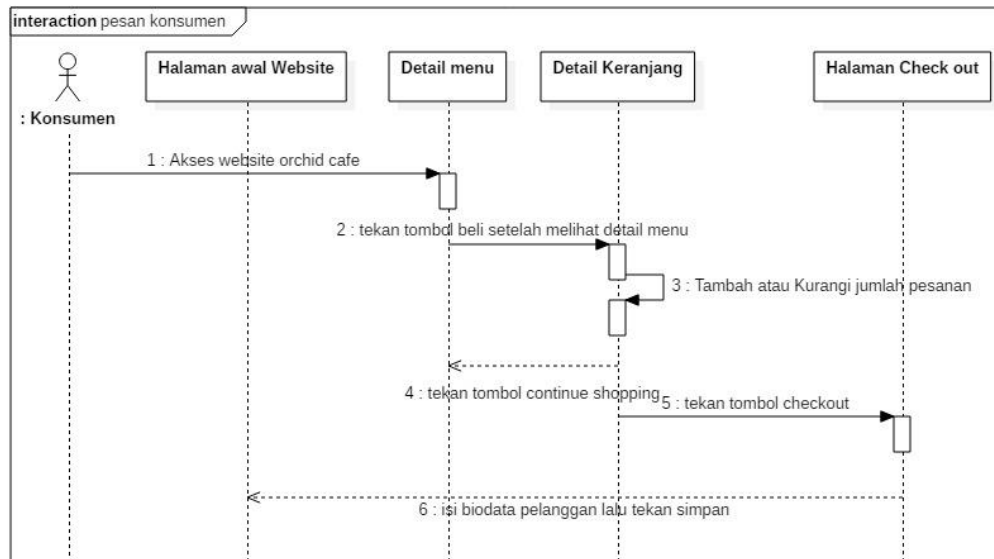 interaction pesan konsumen
Halaman awal Website
Detail menu
Detail Keranjang
Halaman Check out
: Konsumen
1 : Akses website orchid cafe
2 : tekan tombol beli setelah melihat detail menu
3 : Tambah atau Kurangi jumlah pesanan
4 : tekan tombol continue shopping
5 : tekan tombol checkout
6 : isi biodata pelanggan lalu tekan simpan